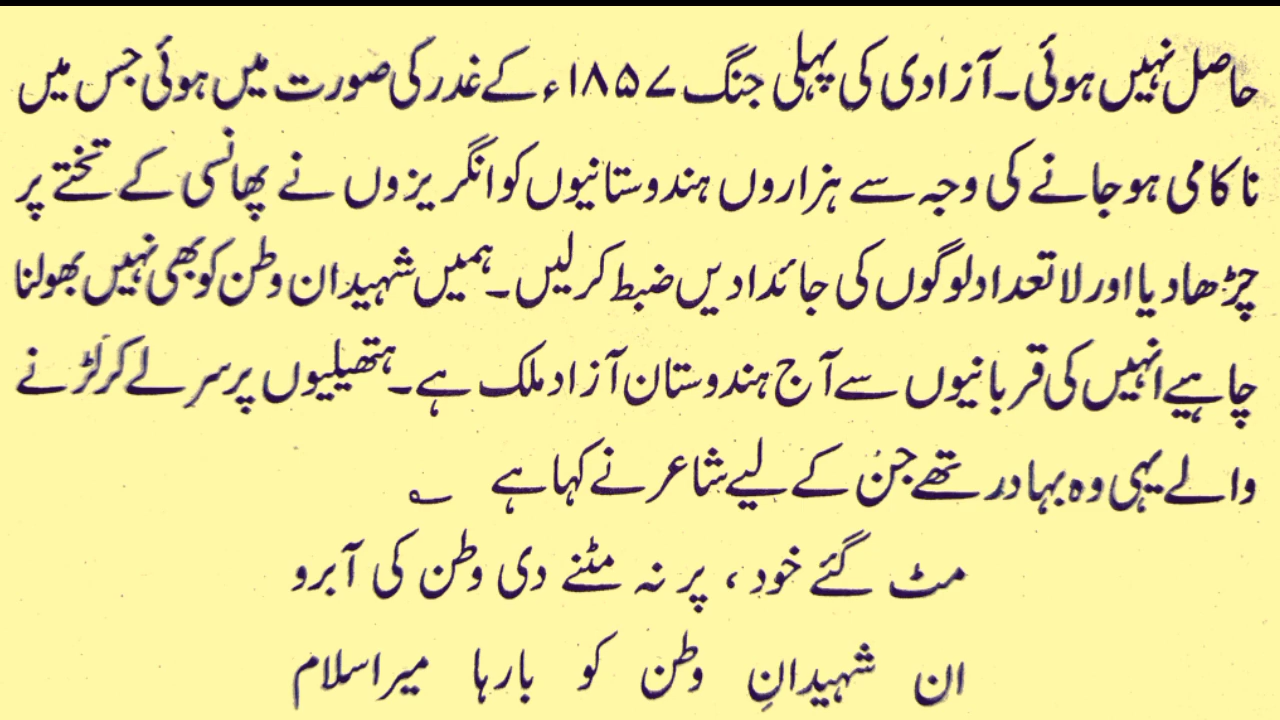 حاصل نہیں ہوئی۔ آزادی کی پہلی جنگ ۱۸۵۷ء کے غدر کی صورت میں ہوئی جس میں
ناکامی ہوجانے کی وجہ سے ہزاروں ہندوستانیوں کو انگریزوں نے پھانسی کے تختے پر
چڑھا دیا اور لاتعداد لوگوں کی جائدادیں ضبط کرلیں۔ ہمیں شہیدان وطن کو بھی نہیں بھولنا
چاہیے انہیں کی قربانیوں سے آج ہندوستان آزاد ملک ہے۔ ہتھیلیوں پر سر لے کر لڑنے
والے یہی وہ بہادر تھے جن کے لیے شاعر نے کہا ہے ؎
مٹ گئے خود ، پر نہ مٹنے دی وطن کی آبرو
ان شہیدانِ وطن کو بارہا میرا سلام